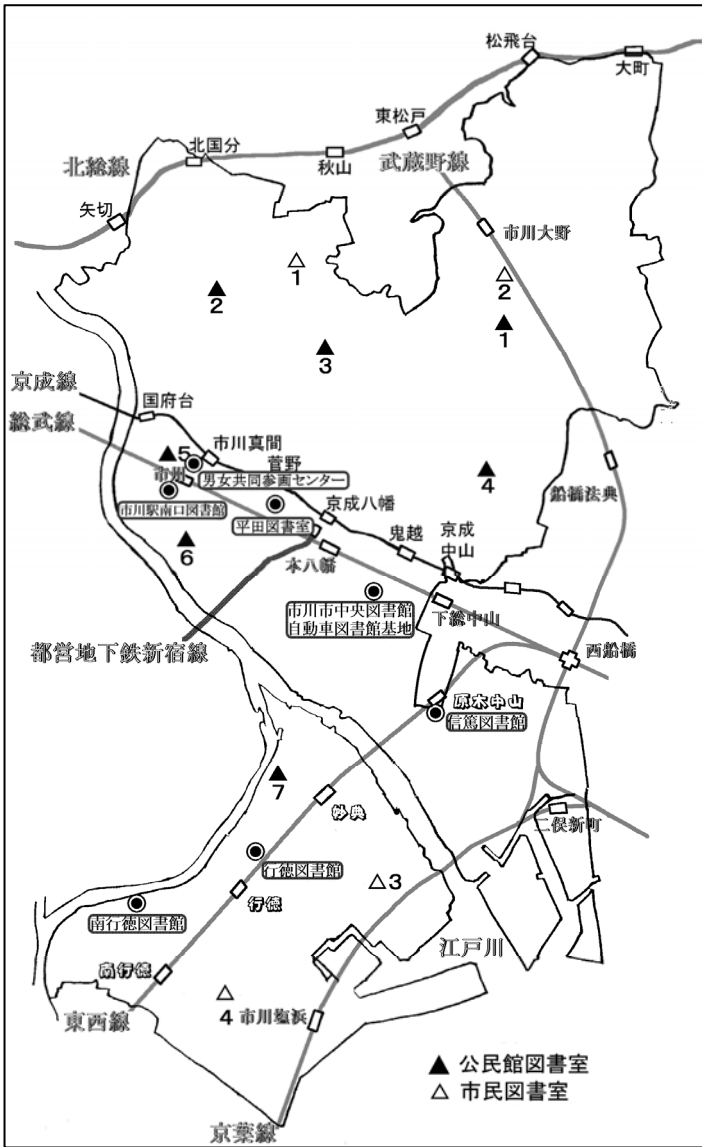 松飛台
大町
東松戸
北国分
秋山
北総線
武蔵野線
矢切
市川大野
1
2
2
1
3
京成線
国府台
総武線
市川真間
5
菅野
市川
男女共同参画センター
4
船橋法典
市川駅南口図書館
京成八幡
平田図書室
鬼越
京成
中山
6
本八幡
市川市中央図書館
自動車図書館基地
下総中山
都営地下鉄新宿線
西船橋
原木中山
信篤図書館
7
妙典
二俣新町
行徳図書館
3
行徳
南行徳図書館
江戸川
南行徳
4
市川塩浜
東西線
▲ 公民館図書室
△ 市民図書室
京葉線